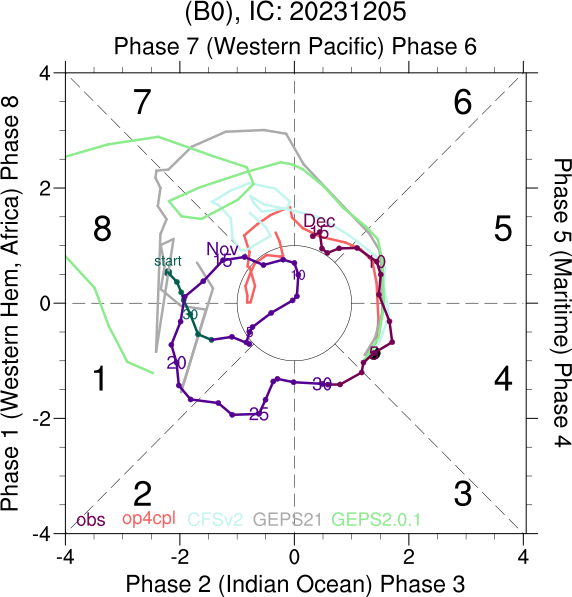 (B0), IC: 20231205
Phase 7 (Western Pacific) Phase 6
Phase 1 (Western Hem, Africa) Phase 8
Phase 5 (Maritime) Phase 4
4
2
0
-2
-4
7
6
8
5
1
4
2
3
Dec
15
Nov
15
start
10
30
5
20
25
30
5
0
obs op4cpl CFSv2 GEPS21 GEPS2.0.1
-4 -2 0 2 4
Phase 2 (Indian Ocean) Phase 3